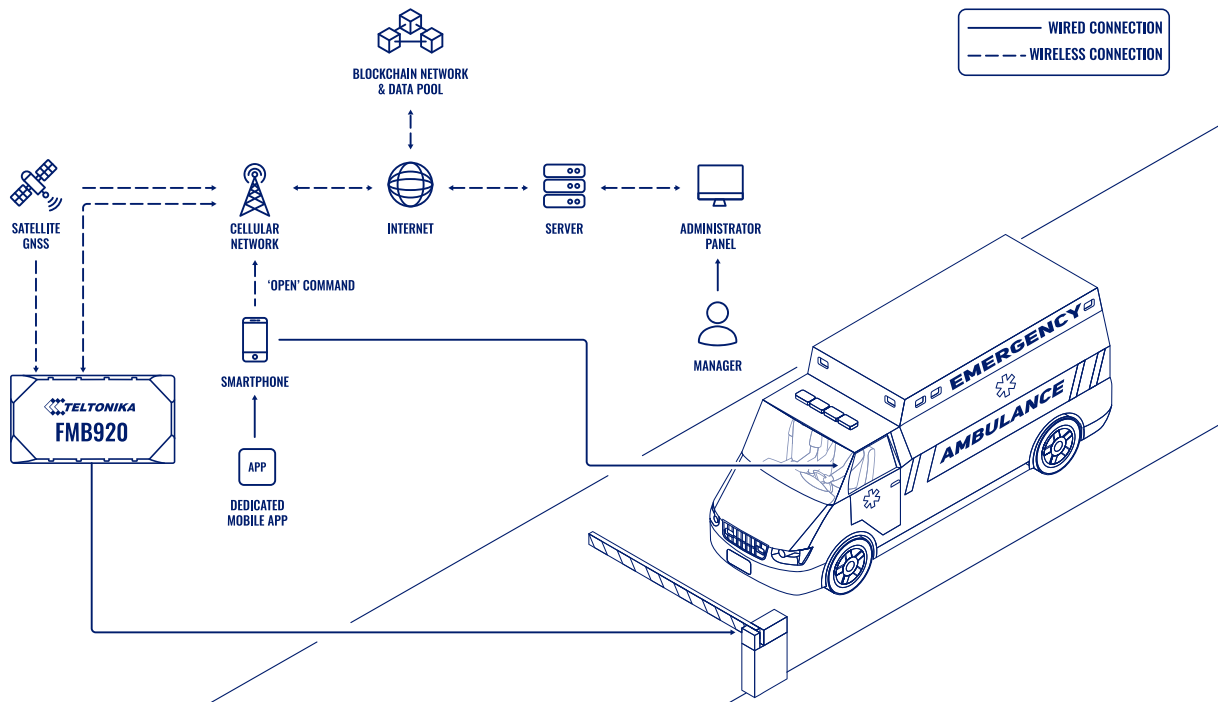 WIRED CONNECTION
WIRELESS CONNECTION
BLOCKCHAIN NETWORK
& DATA POOL
SATELLITE
GNSS
CELLULAR
NETWORK
INTERNET
SERVER
ADMINISTRATOR
PANEL
'OPEN' COMMAND
SMARTPHONE
MANAGER
TELTONIKA
FMB920
APP
DEDICATED
MOBILE APP
EMERGENCY
AMBULANCE